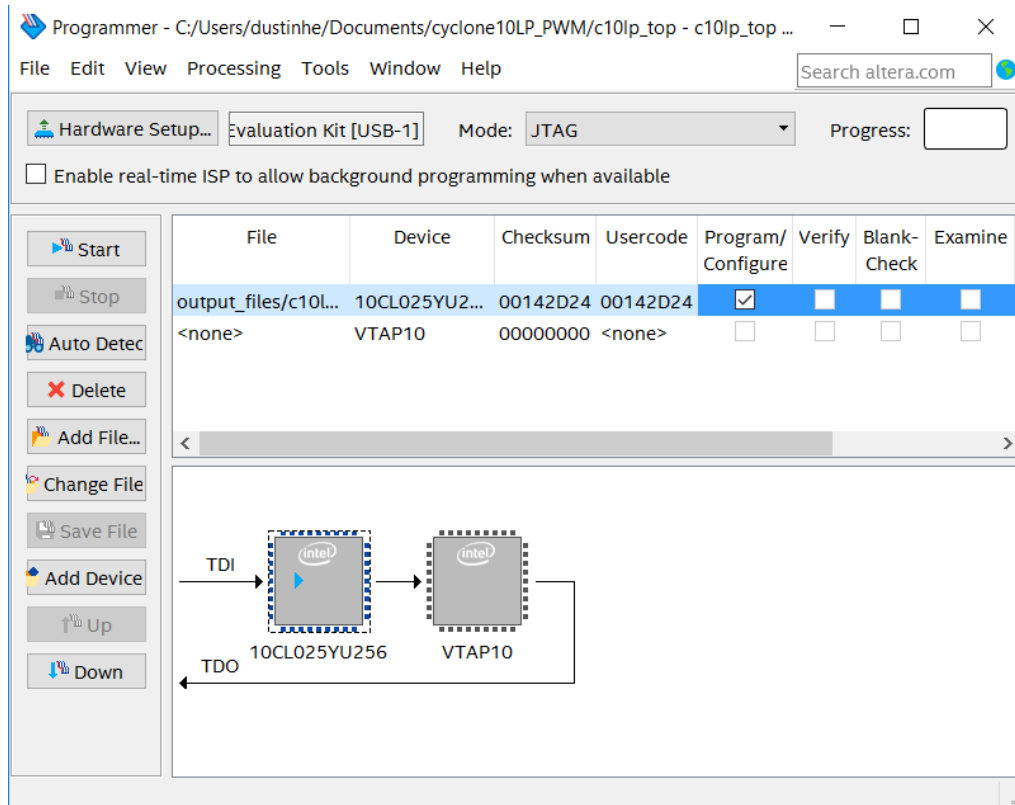 Programmer - C:/Users/dustinhe/Documents/cyclone10LP_PWM/c10lp_top - c10lp_top ...
File Edit View Processing Tools Window Help
Search altera.com
Hardware Setup... Evaluation Kit [USB-1] Mode: JTAG Progress:
Enable real-time ISP to allow background programming when available
Start
Stop
Auto Detec
Delete
Add File...
Change File
Save File
Add Device
Up
Down
File Device Checksum Usercode Program/ Verify Blank- Examine
Configure Check
output_files/c10l... 10CL025YU2... 00142D24 00142D24
<none> VTAP10 00000000 <none>
TDI
intel intel
10CL025YU256 VTAP10
TDO